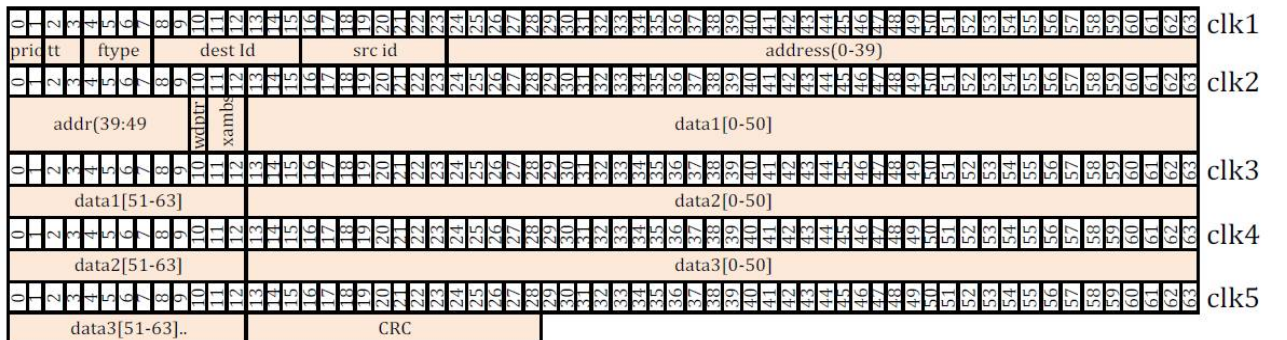 0 1 2 3 4 5 6 7 8 9 10 11 12 13 14 15 16 17 18 19 20 21 22 23 24 25 26 27 28 29 30 31 32 33 34 35 36 37 38 39 40 41 42 43 44 45 46 47 48 49 50 51 52 53 54 55 56 57 58 59 60 61 62 63 clk1
prio tt ftype dest Id src id address(0-39)
0 1 2 3 4 5 6 7 8 9 10 11 12 13 14 15 16 17 18 19 20 21 22 23 24 25 26 27 28 29 30 31 32 33 34 35 36 37 38 39 40 41 42 43 44 45 46 47 48 49 50 51 52 53 54 55 56 57 58 59 60 61 62 63 clk2
addr(39:49 wdptr xambs data1[0-50]
0 1 2 3 4 5 6 7 8 9 10 11 12 13 14 15 16 17 18 19 20 21 22 23 24 25 26 27 28 29 30 31 32 33 34 35 36 37 38 39 40 41 42 43 44 45 46 47 48 49 50 51 52 53 54 55 56 57 58 59 60 61 62 63 clk3
data1[51-63] data2[0-50]
0 1 2 3 4 5 6 7 8 9 10 11 12 13 14 15 16 17 18 19 20 21 22 23 24 25 26 27 28 29 30 31 32 33 34 35 36 37 38 39 40 41 42 43 44 45 46 47 48 49 50 51 52 53 54 55 56 57 58 59 60 61 62 63 clk4
data2[51-63] data3[0-50]
0 1 2 3 4 5 6 7 8 9 10 11 12 13 14 15 16 17 18 19 20 21 22 23 24 25 26 27 28 29 30 31 32 33 34 35 36 37 38 39 40 41 42 43 44 45 46 47 48 49 50 51 52 53 54 55 56 57 58 59 60 61 62 63 clk5
data3[51-63].. CRC